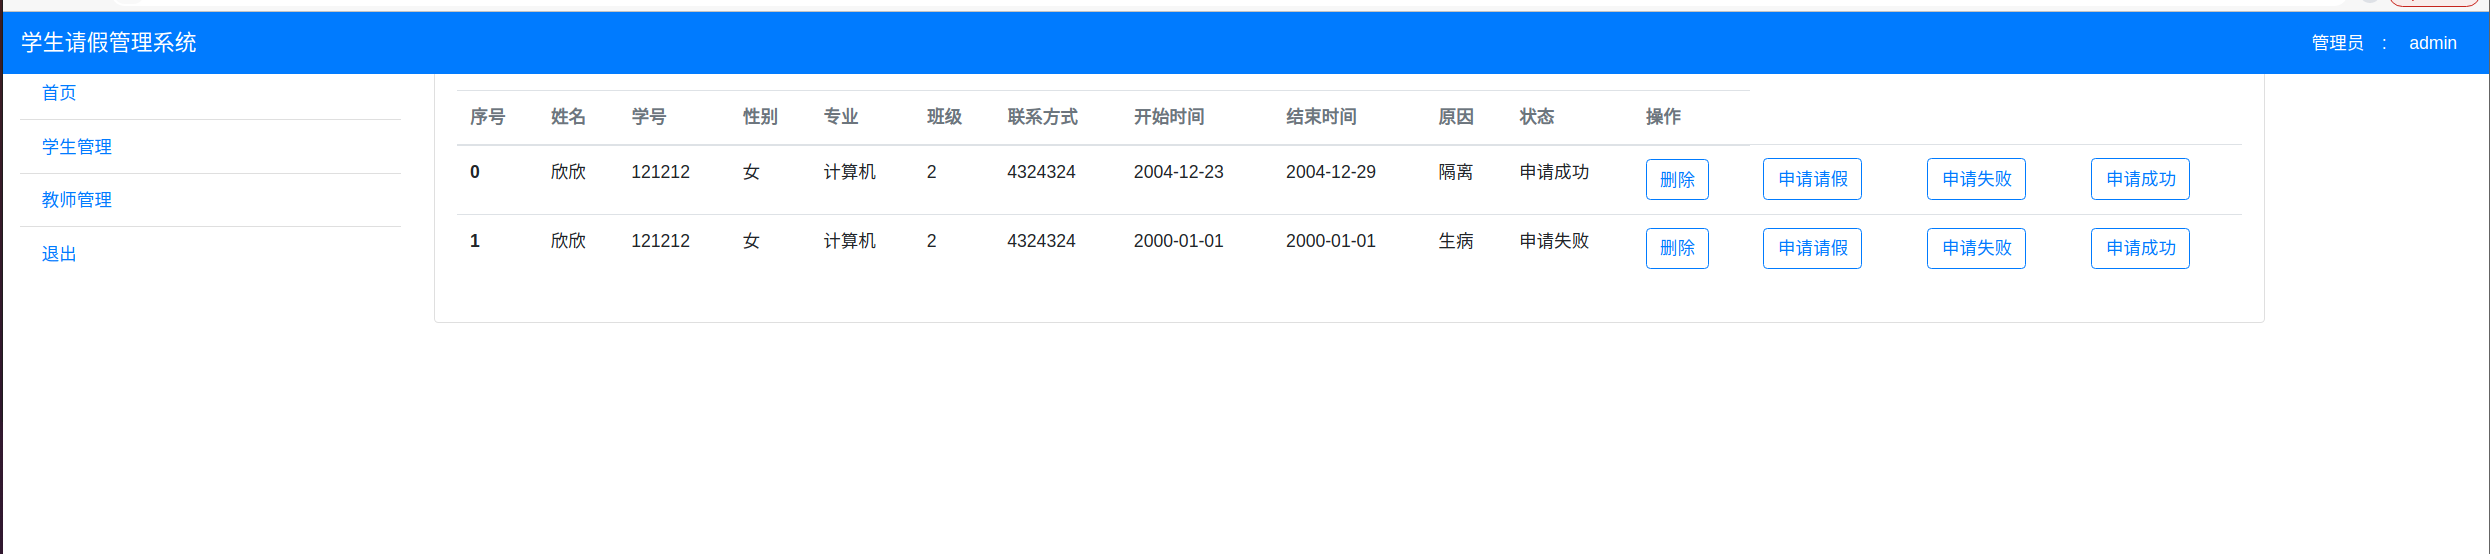 学生请假管理系统 管理员 : admin
首页
学生管理
教师管理
退出
序号 姓名 学号 性别 专业 班级 联系方式 开始时间 结束时间 原因 状态 操作
0 欣欣 121212 女 计算机 2 4324324 2004-12-23 2004-12-29 隔离 申请成功 删除 申请请假 申请失败 申请成功
1 欣欣 121212 女 计算机 2 4324324 2000-01-01 2000-01-01 生病 申请失败 删除 申请请假 申请失败 申请成功